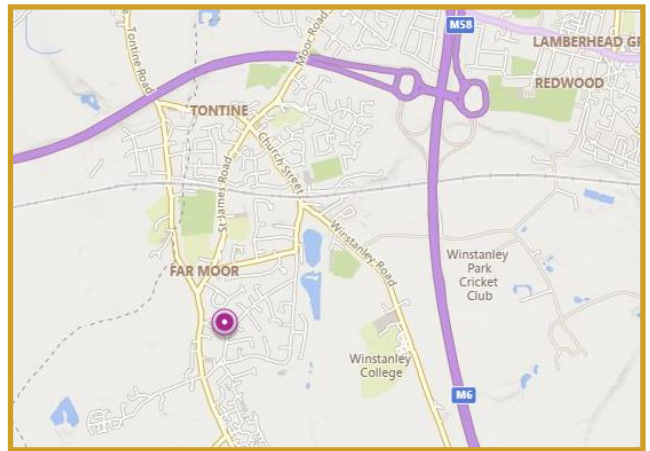 M58
LAMBERHEAD GR
REDWOOD
Moor Road
Tontine Road
TONTINE
Church Street
St James Road
Winstanley Road
Winstanley
Park
Cricket
Club
FAR MOOR
Winstanley
College
M6